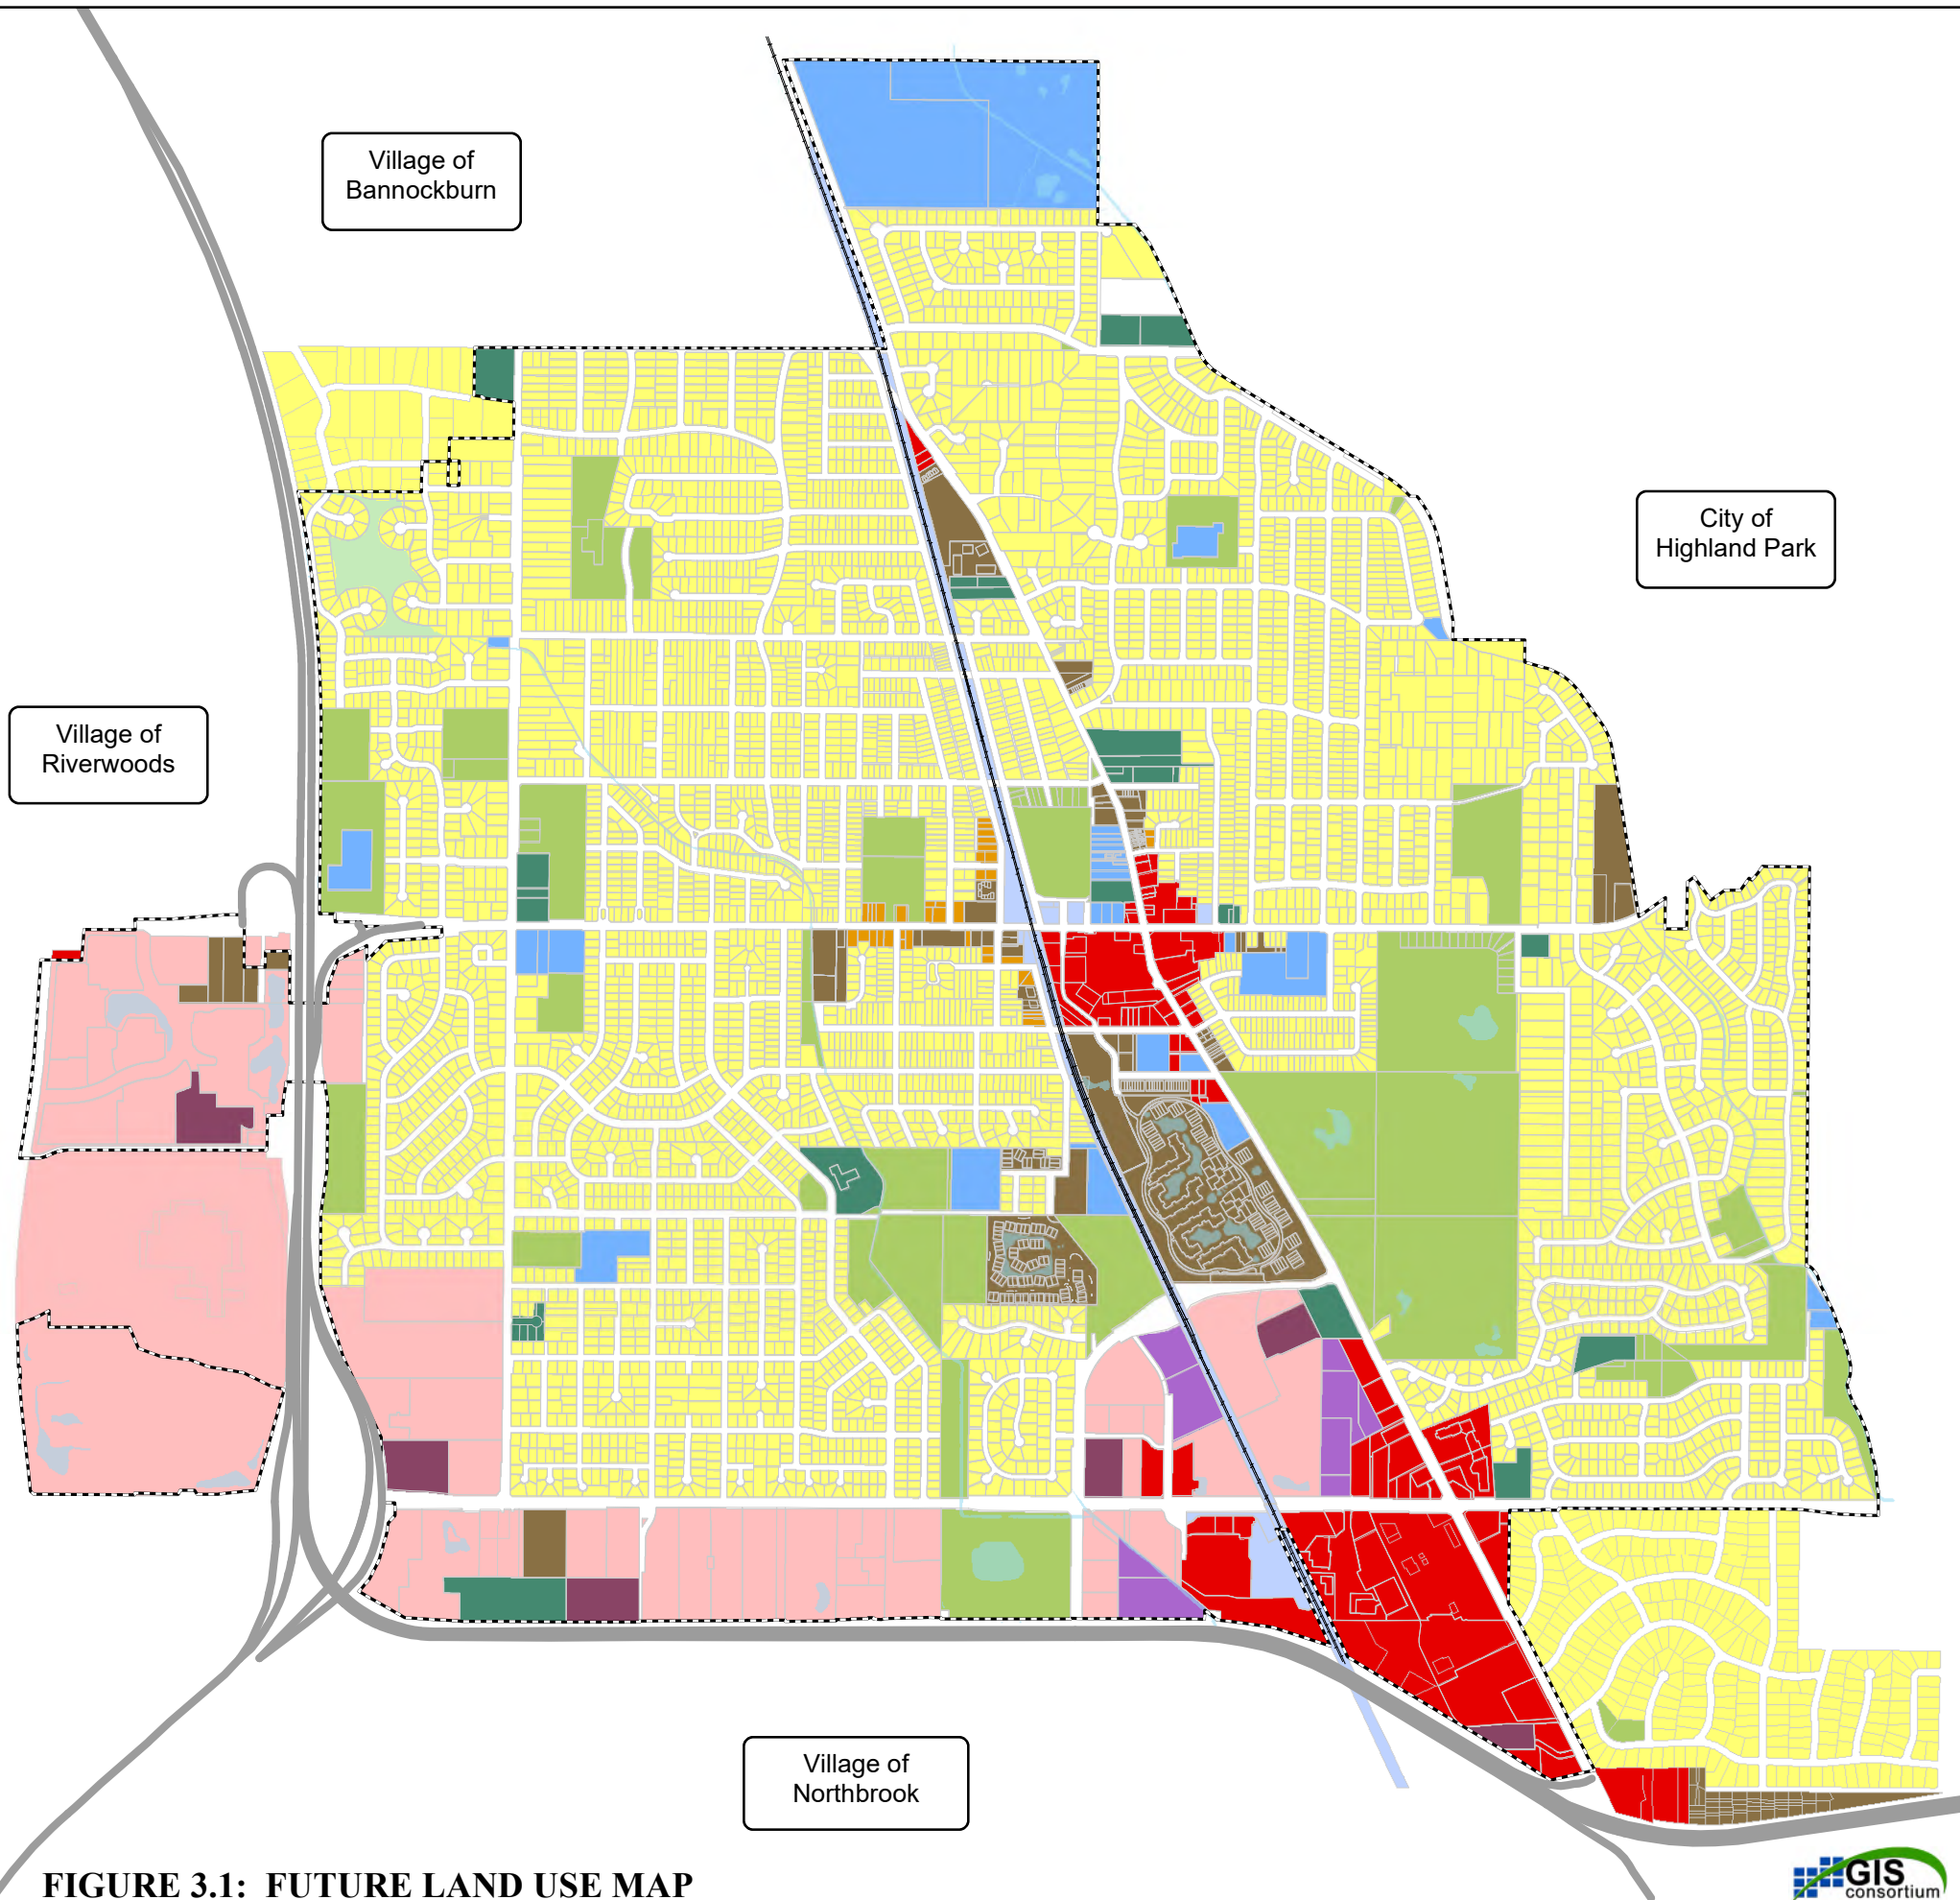 Village of
Bannockburn
City of
Highland Park
Village of
Riverwoods
Village of
Northbrook
FIGURE 3.1: FUTURE LAND USE MAP
GIS
consortium